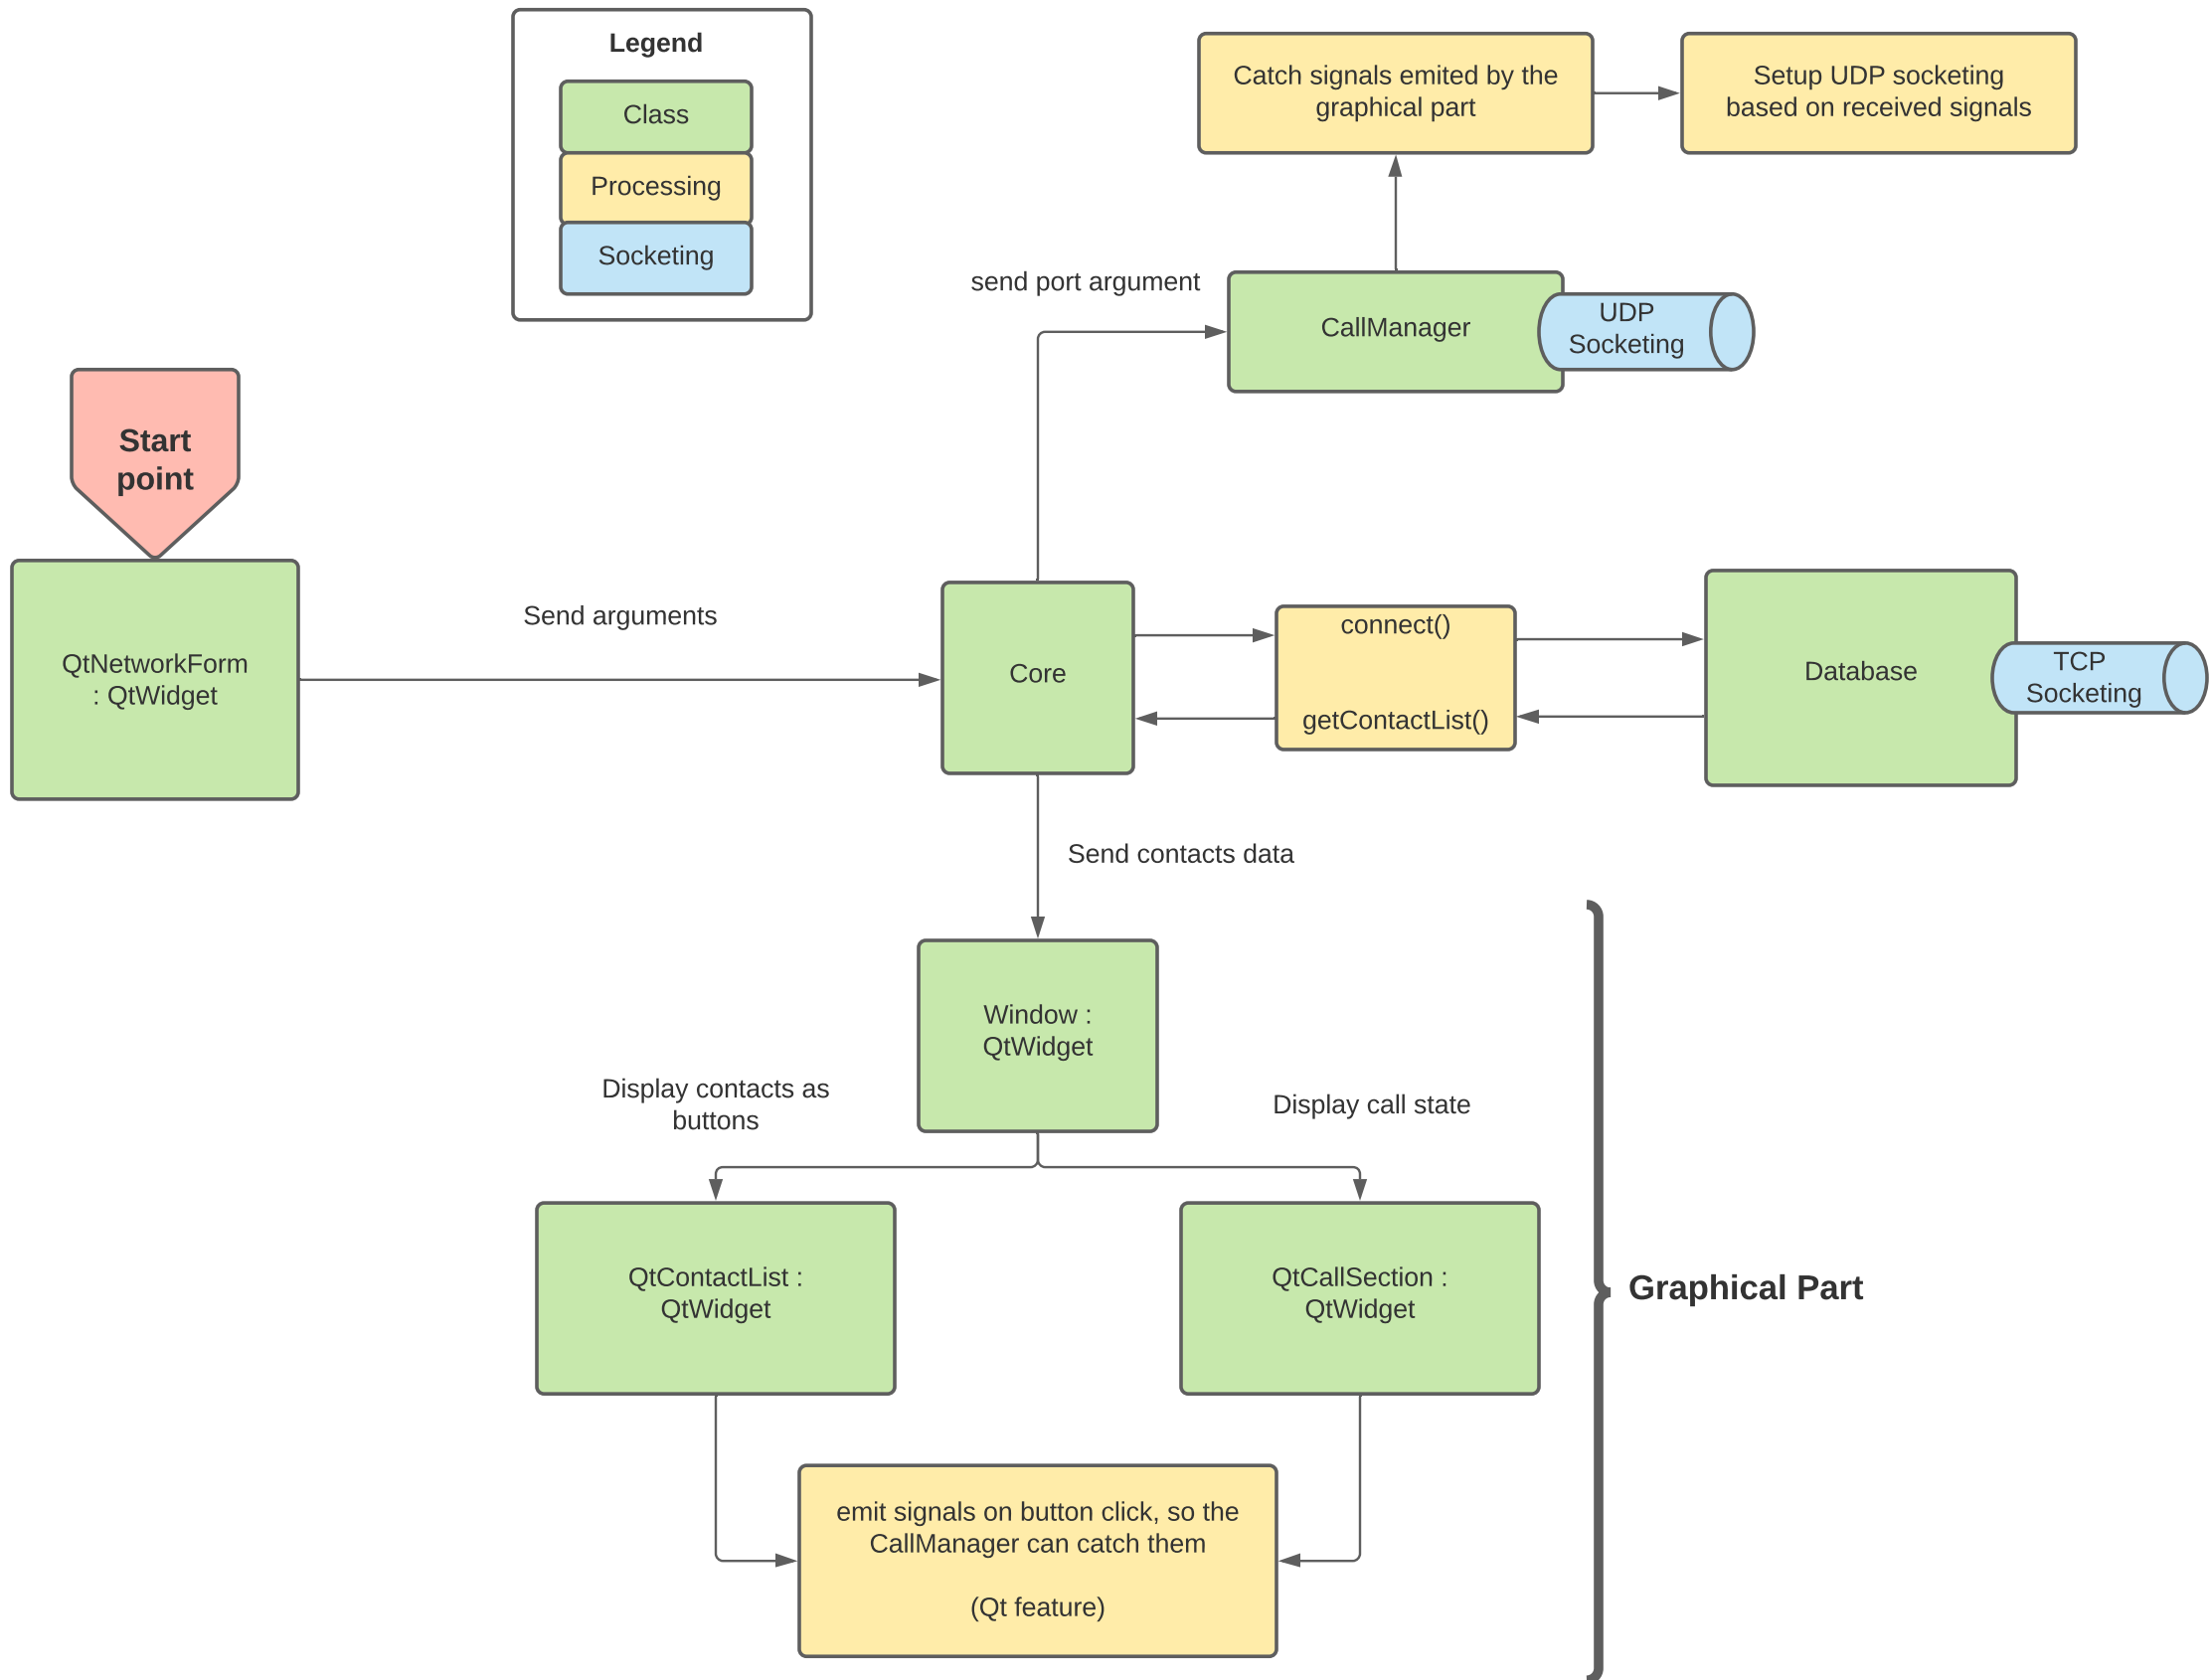 Legend
Class
Processing
Socketing
Catch signals emited by the
graphical part
Setup UDP socketing
based on received signals
send port argument
CallManager
UDP
Socketing
Start
point
QtNetworkForm
: QtWidget
Send arguments
Core
connect()
getContactList()
Database
TCP
Socketing
Send contacts data
Window :
QtWidget
Display contacts as
buttons
Display call state
QtContactList :
QtWidget
QtCallSection :
QtWidget
Graphical Part
emit signals on button click, so the
CallManager can catch them
(Qt feature)